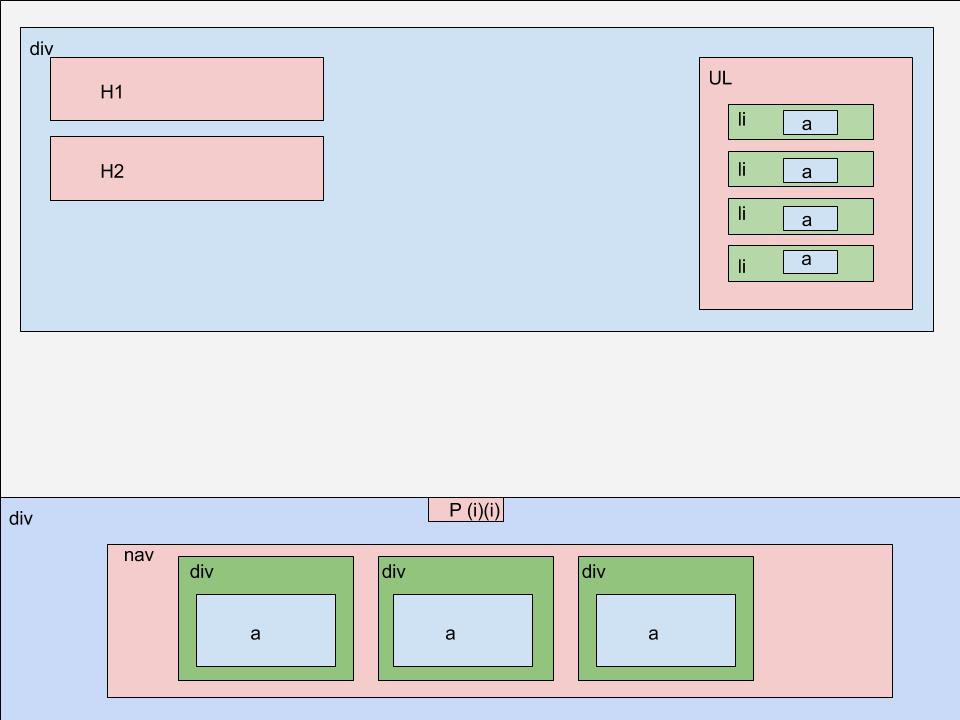 div
H1
H2
UL
li a
li a
li a
li a
div
P (i)(i)
nav
div div div
a a a